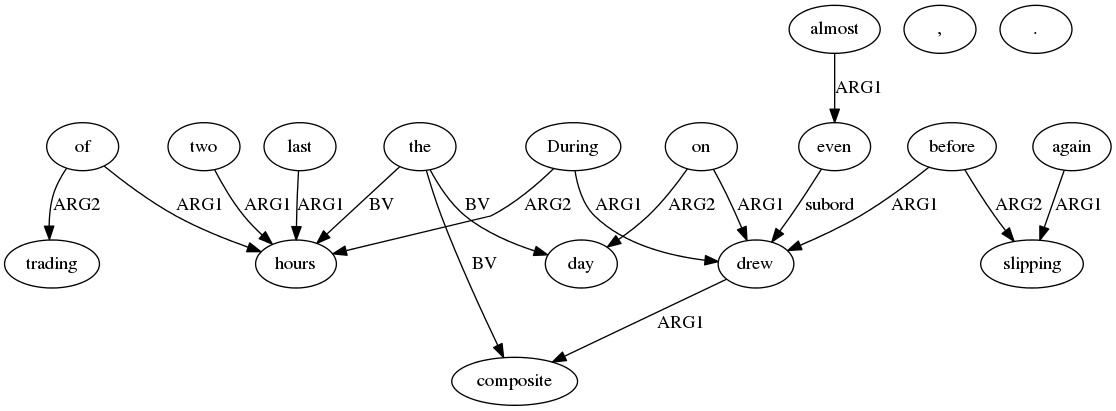 almost , .
ARG1
of two last the During on even before again
ARG2 ARG1 ARG1 ARG1 BV BV ARG2 ARG1 ARG2 ARG1 subord ARG1 ARG2 ARG1
trading hours day drew slipping
BV
ARG1
composite